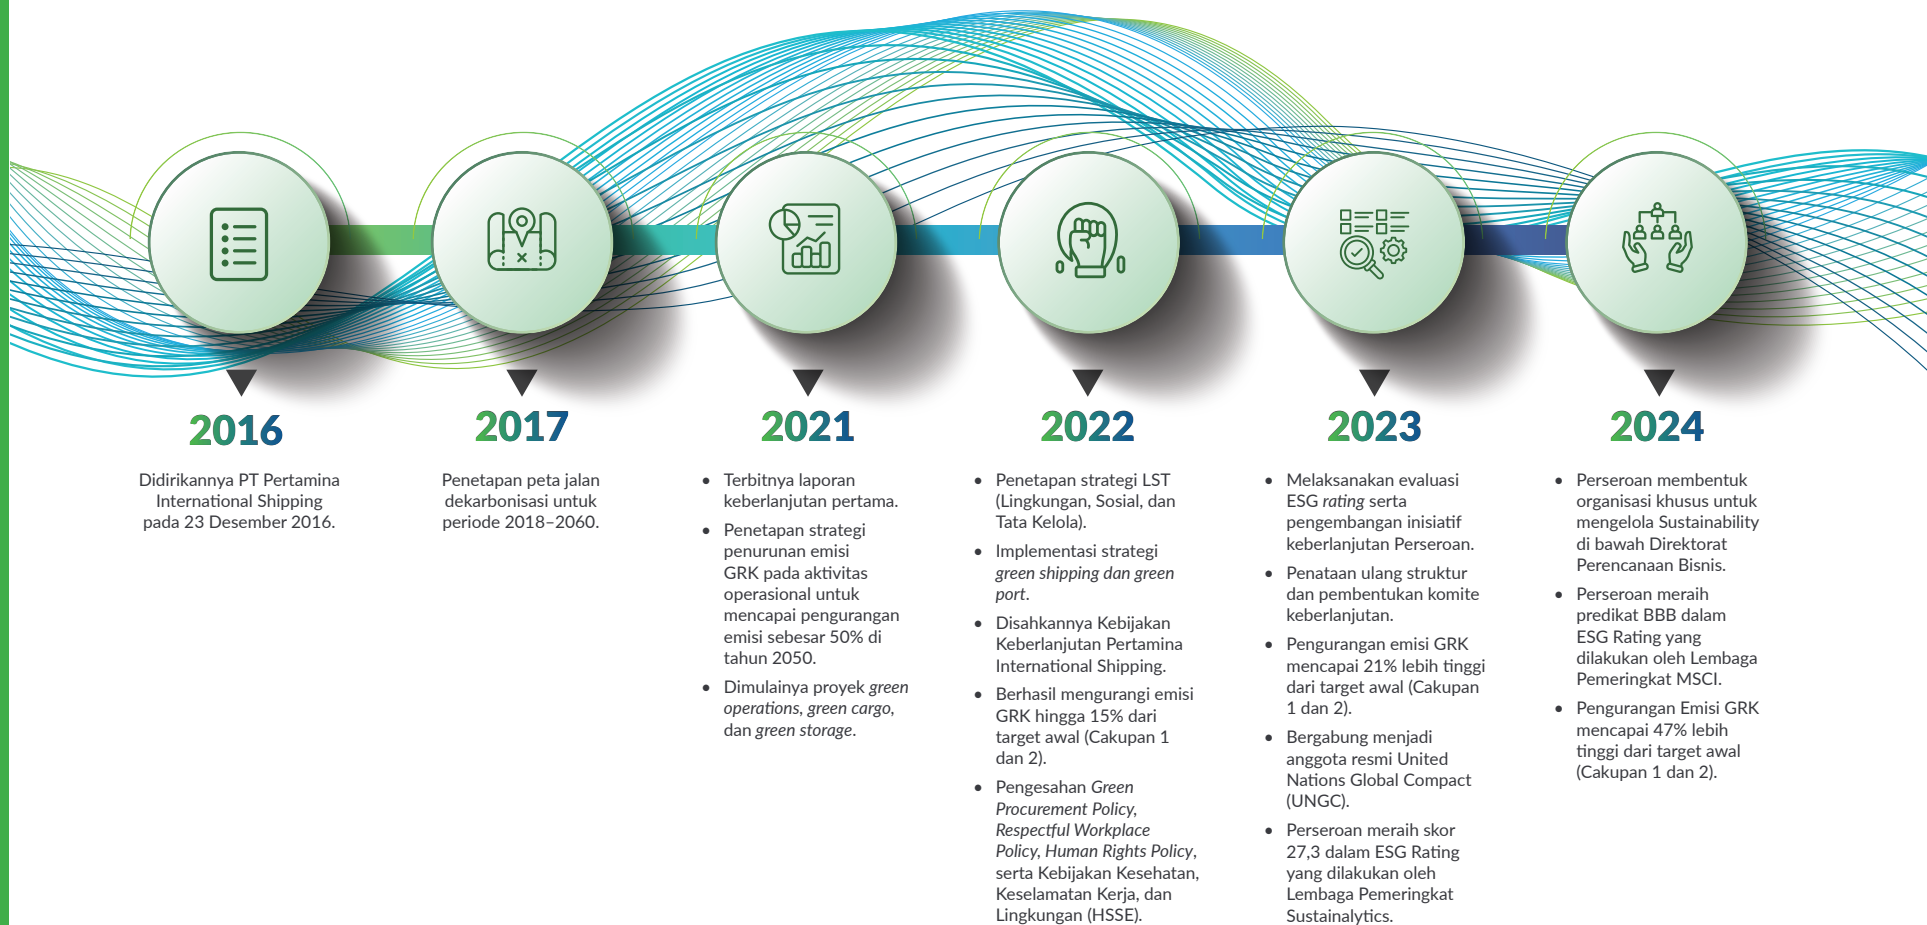 2016
Didirikannya PT Pertamina
International Shipping
pada 23 Desember 2016.
2017
Penetapan peta jalan
dekarbonisasi untuk
periode 2018–2060.
2021
• Terbitnya laporan
keberlanjutan pertama.
• Penetapan strategi
penurunan emisi
GRK pada aktivitas
operasional untuk
mencapai pengurangan
emisi sebesar 50% di
tahun 2050.
• Dimulainya proyek green
operations, green cargo,
dan green storage.
2022
• Penetapan strategi LST
(Lingkungan, Sosial, dan
Tata Kelola).
• Implementasi strategi
green shipping dan green
port.
• Disahkannya Kebijakan
Keberlanjutan Pertamina
International Shipping.
• Berhasil mengurangi emisi
GRK hingga 15% dari
target awal (Cakupan 1
dan 2).
• Pengesahan Green
Procurement Policy,
Respectful Workplace
Policy, Human Rights Policy,
serta Kebijakan Kesehatan,
Keselamatan Kerja, dan
Lingkungan (HSSE).
2023
• Melaksanakan evaluasi
ESG rating serta
pengembangan inisiatif
keberlanjutan Perseroan.
• Penataan ulang struktur
dan pembentukan komite
keberlanjutan.
• Pengurangan emisi GRK
mencapai 21% lebih tinggi
dari target awal (Cakupan
1 dan 2).
• Bergabung menjadi
anggota resmi United
Nations Global Compact
(UNGC).
• Perseroan meraih skor
27,3 dalam ESG Rating
yang dilakukan oleh
Lembaga Pemeringkat
Sustainalytics.
2024
• Perseroan membentuk
organisasi khusus untuk
mengelola Sustainability
di bawah Direktorat
Perencanaan Bisnis.
• Perseroan meraih
predikat BBB dalam
ESG Rating yang
dilakukan oleh Lembaga
Pemeringkat MSCI.
• Pengurangan Emisi GRK
mencapai 47% lebih
tinggi dari target awal
(Cakupan 1 dan 2).